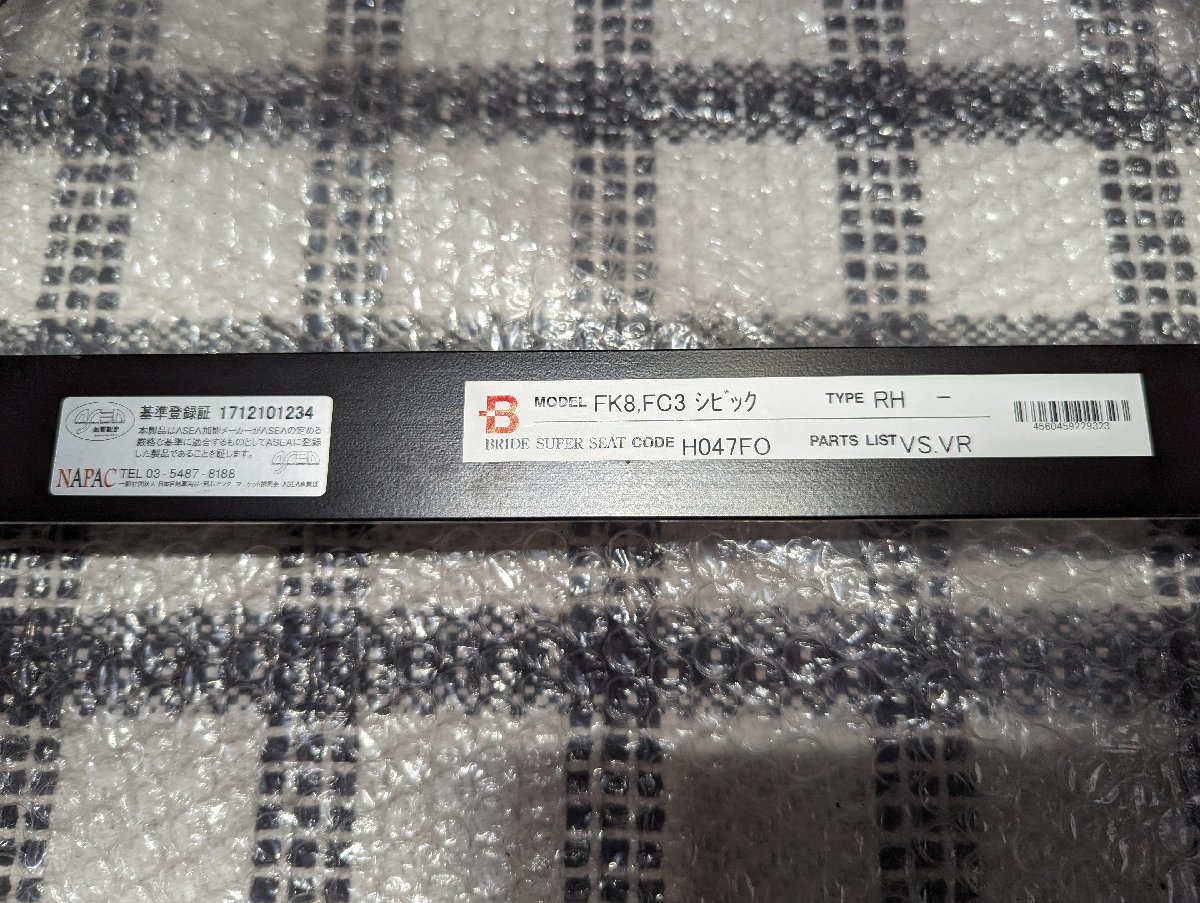 ASEA
基準登録証 1712101234
本製品はASEA加盟メーカーがASEAの定める
厳格な基準に適合するものとしてASEAに登録
した製品であることを証します。
NAPAC TEL 03-5487-8188
B
MODEL FK8,FC3 シビック
TYPE RH -
BRIDE SUPER SEAT CODE H047FO
PARTS LIST VS.VR
4560459229323